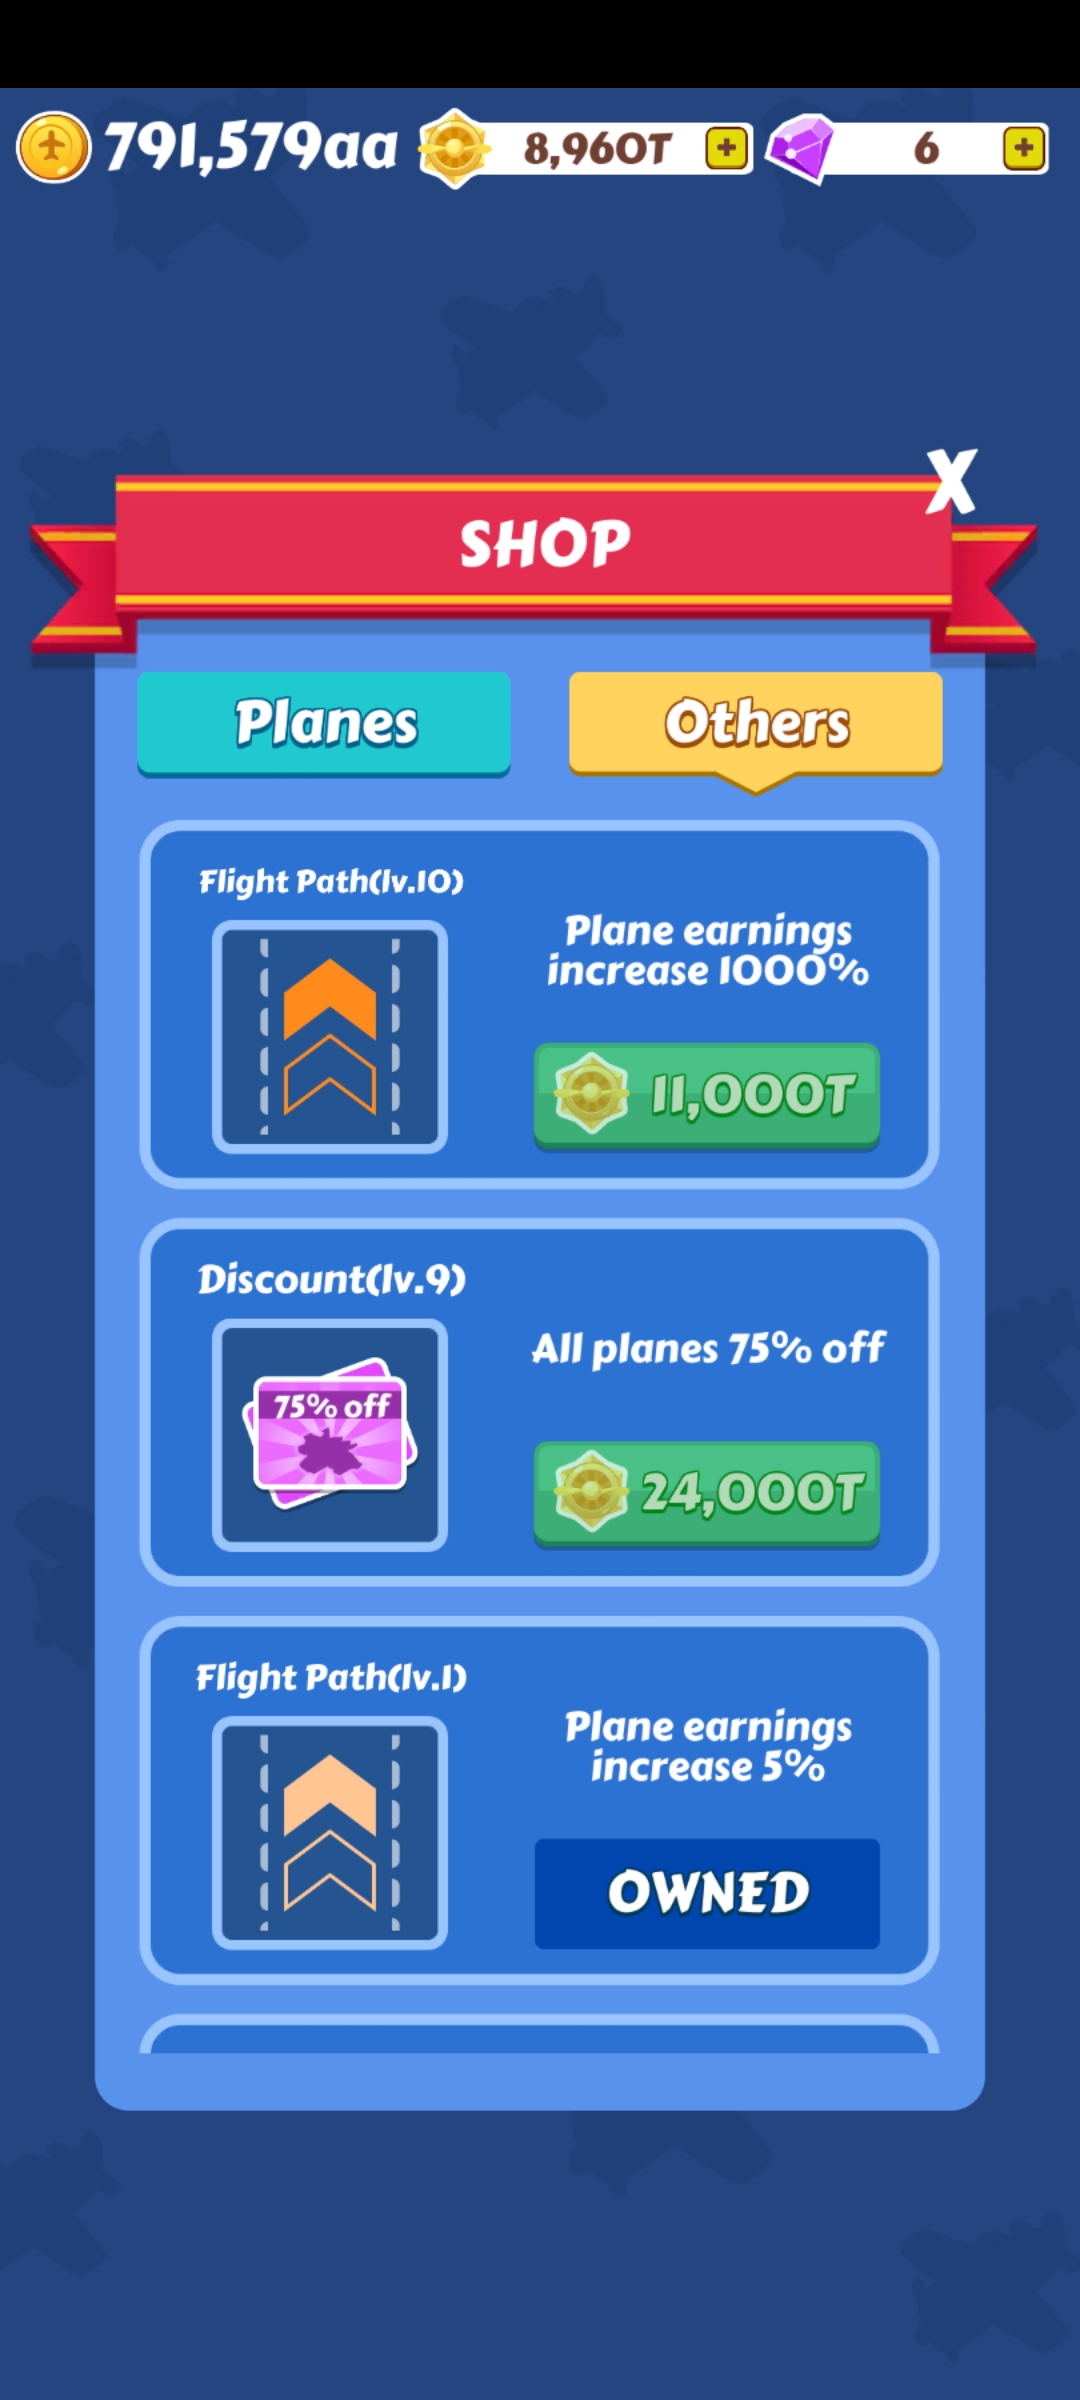 791,579aa 8,960T + 6 +
X
SHOP
Planes Others
Flight Path(lv.10)
Plane earnings
increase 1000%
11,000T
Discount(lv.9)
All planes 75% off
75% off
24,000T
Flight Path(lv.1)
Plane earnings
increase 5%
OWNED